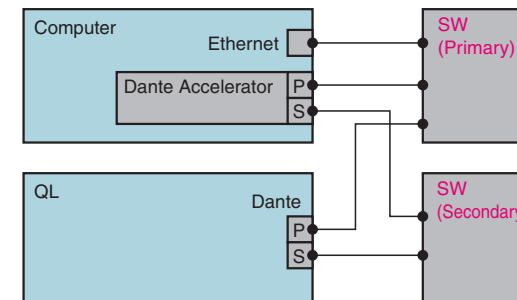 Computer
Ethernet
Dante Accelerator
P
S
SW
(Primary)
QL
Dante
P
S
SW
(Secondary